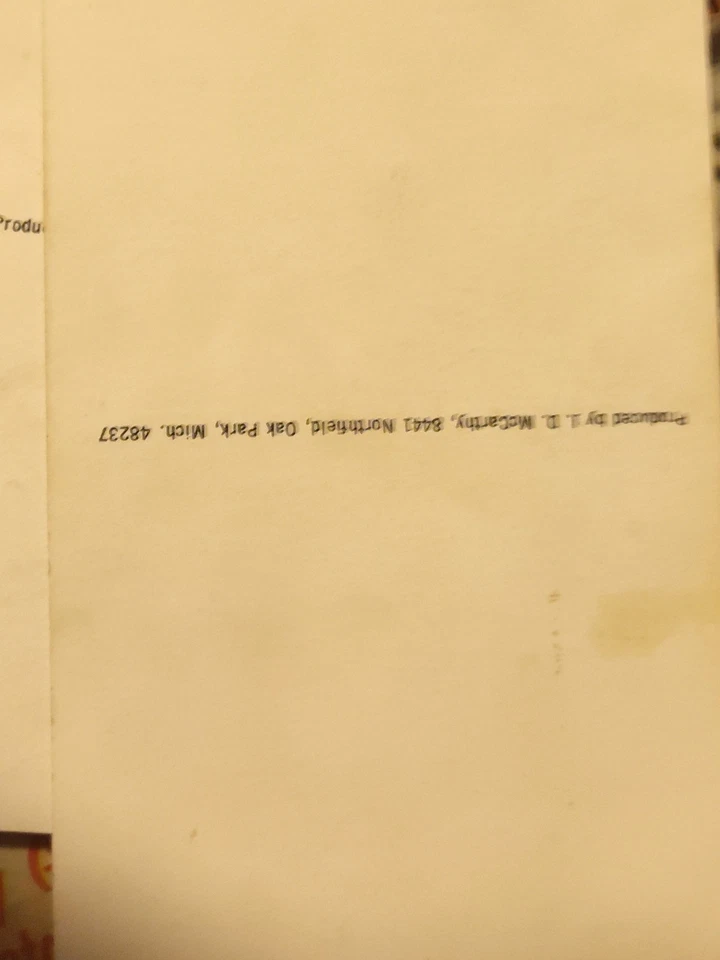 Produ
Produced by J. D. McCarthy, 8441 Northfield, Oak Park, Mich. 48237